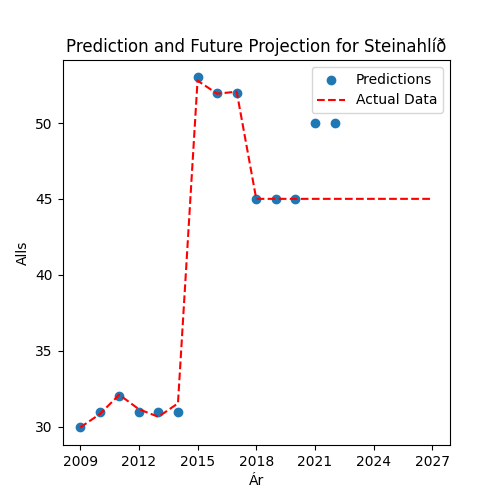 Prediction and Future Projection for Steinahlíð
Predictions
Actual Data
50
45
40
35
30
Alls
2009 2012 2015 2018 2021 2024 2027
Ár